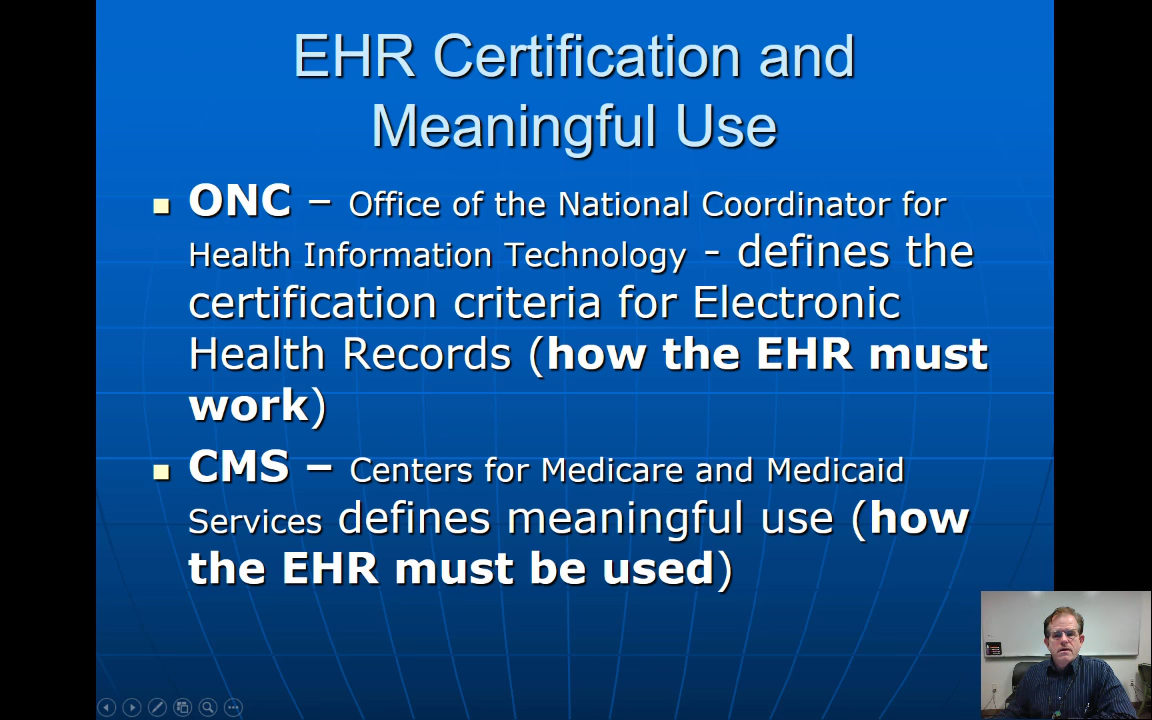 EHR Certification and
Meaningful Use
ONC – Office of the National Coordinator for
Health Information Technology - defines the
certification criteria for Electronic
Health Records (how the EHR must
work)
CMS – Centers for Medicare and Medicaid
Services defines meaningful use (how
the EHR must be used)